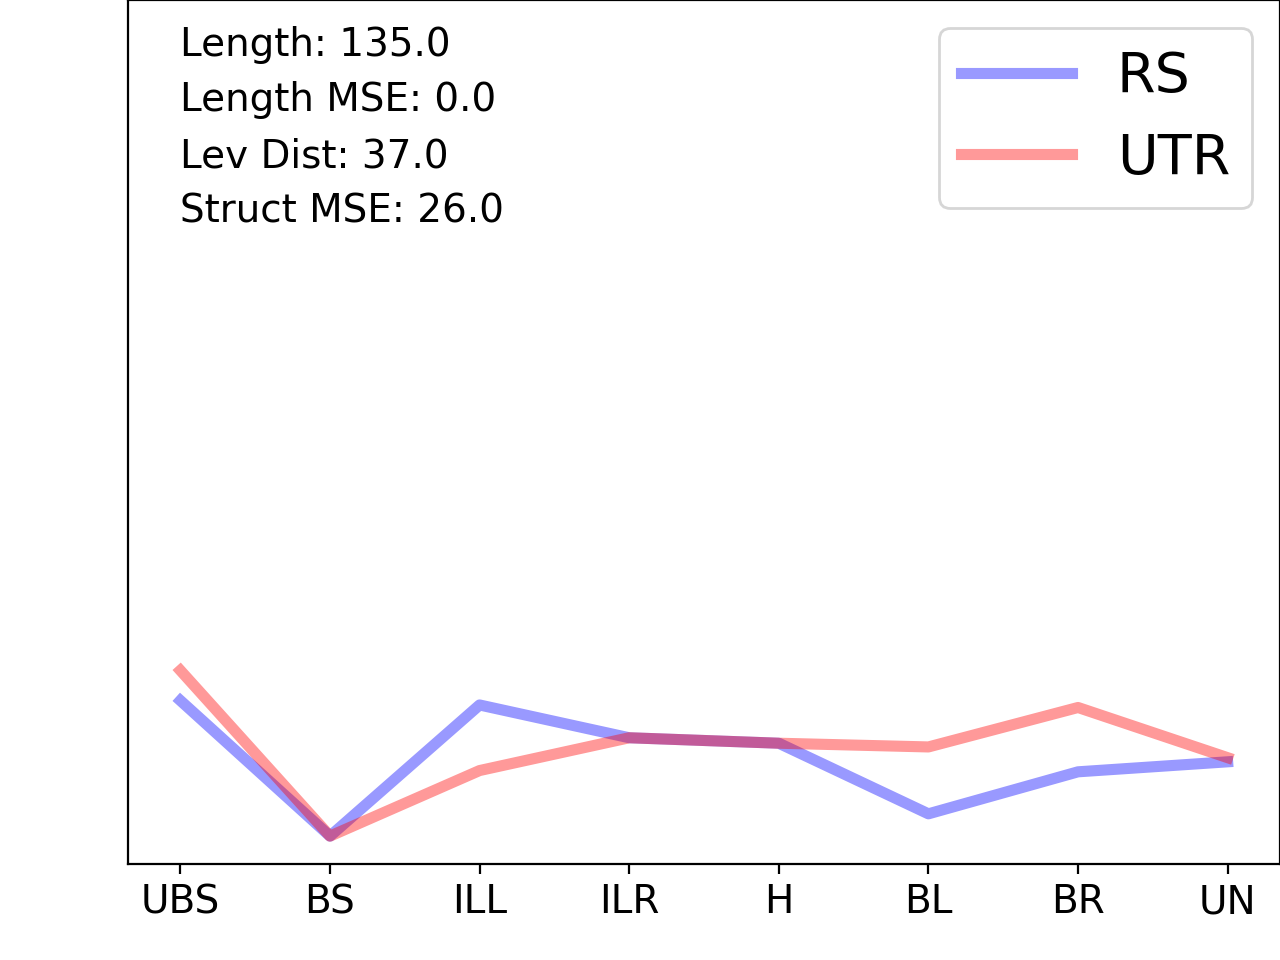 Length: 135.0
Length MSE: 0.0
Lev Dist: 37.0
Struct MSE: 26.0
RS
UTR
UBS BS ILL ILR H BL BR UN